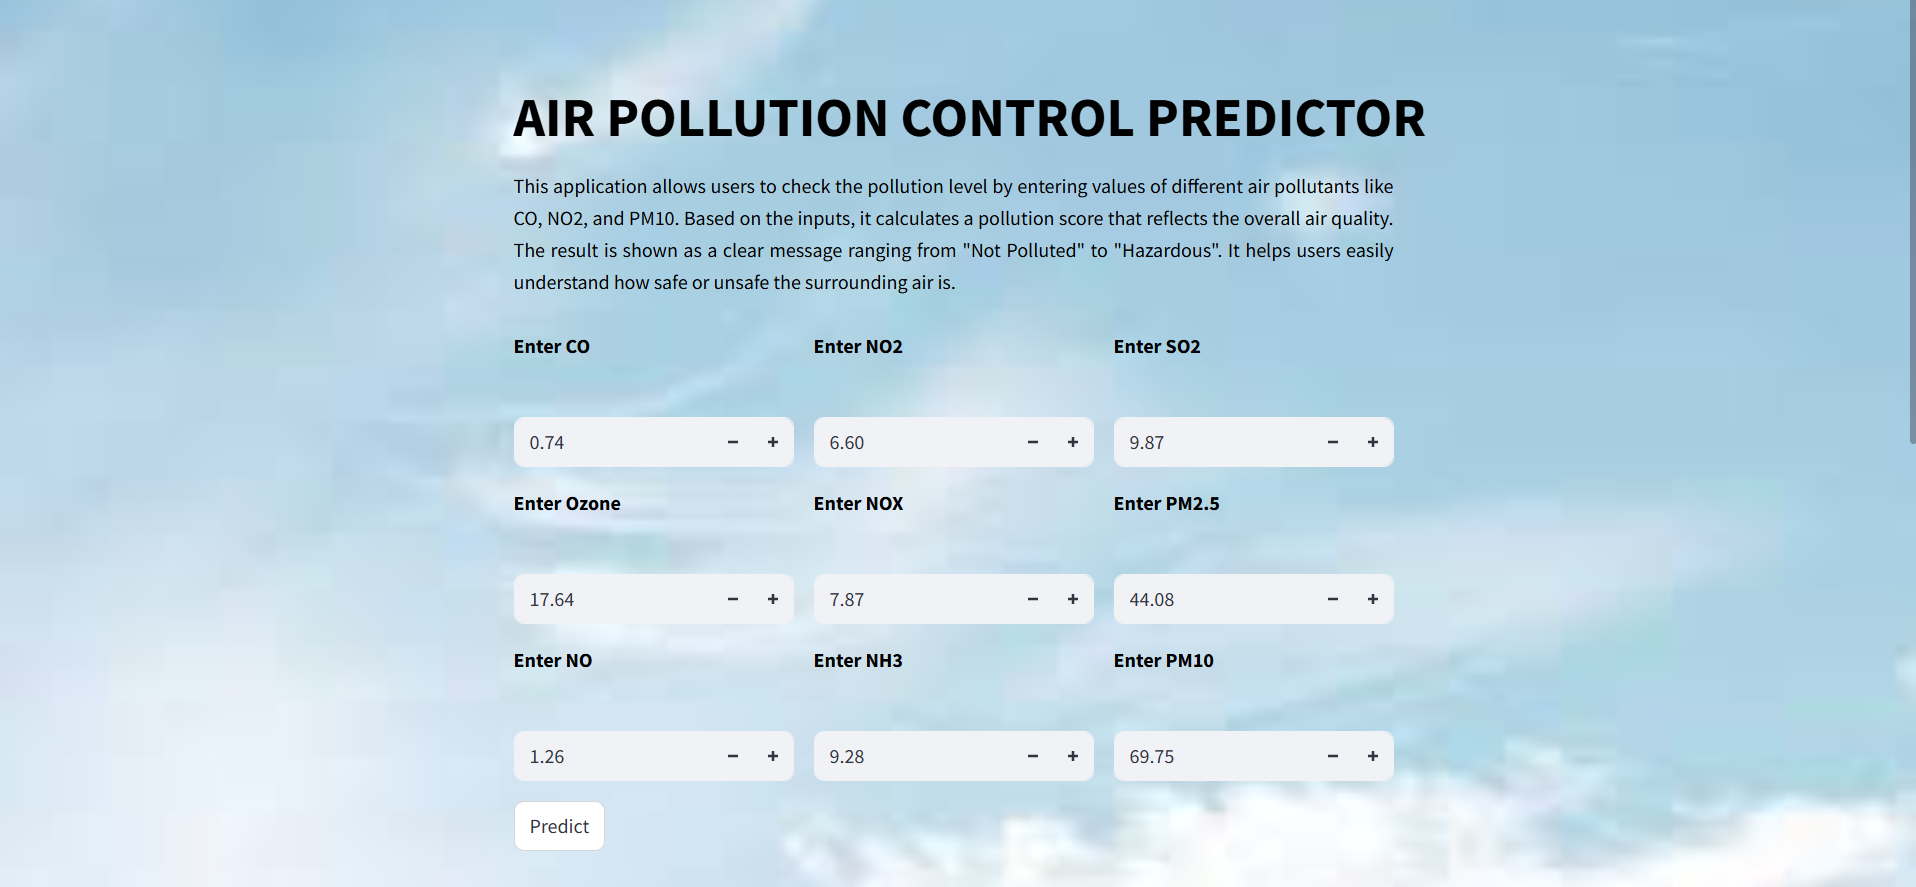 AIR POLLUTION CONTROL PREDICTOR
This application allows users to check the pollution level by entering values of different air pollutants like
CO, NO2, and PM10. Based on the inputs, it calculates a pollution score that reflects the overall air quality.
The result is shown as a clear message ranging from "Not Polluted" to "Hazardous". It helps users easily
understand how safe or unsafe the surrounding air is.
Enter CO Enter NO2 Enter SO2
0.74 − + 6.60 − + 9.87 − +
Enter Ozone Enter NOX Enter PM2.5
17.64 − + 7.87 − + 44.08 − +
Enter NO Enter NH3 Enter PM10
1.26 − + 9.28 − + 69.75 − +
Predict